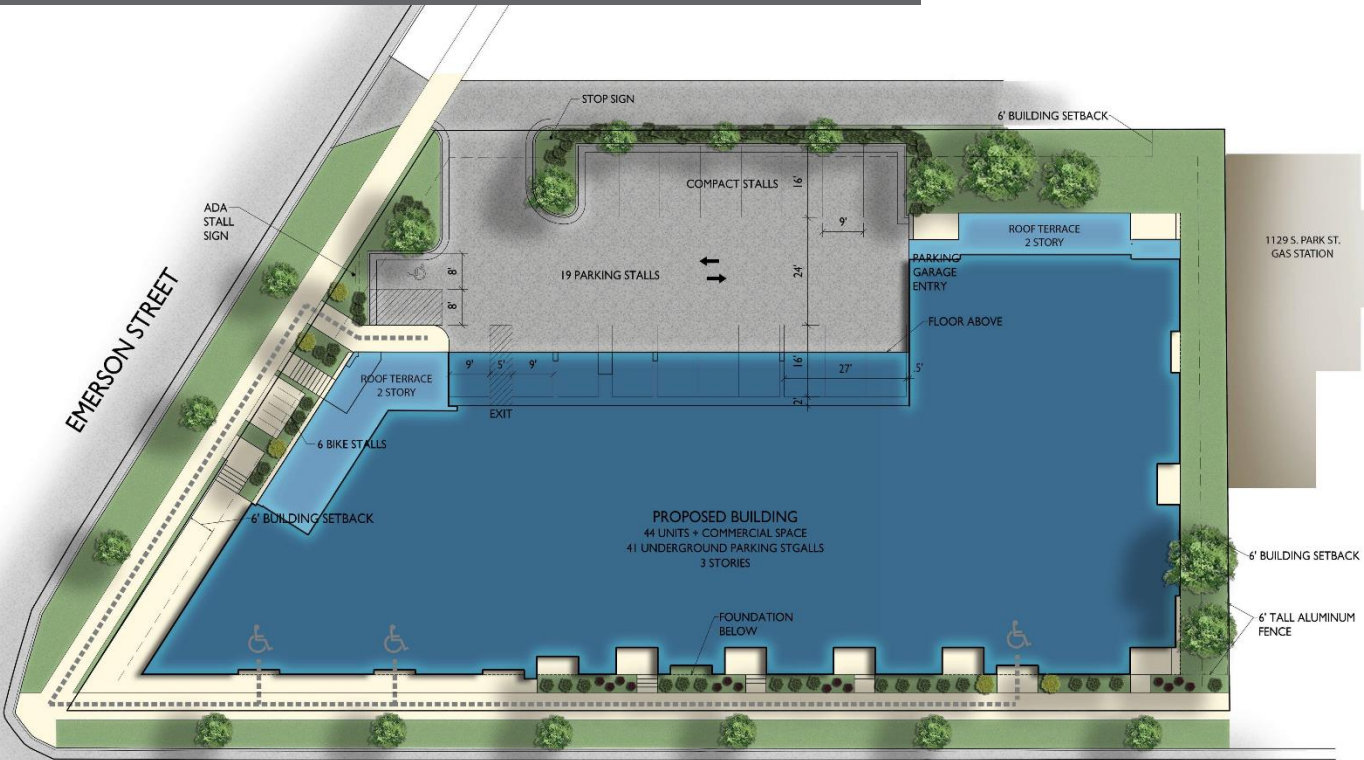 STOP SIGN
6' BUILDING SETBACK
COMPACT STALLS
16'
9'
ADA
STALL
SIGN
ROOF TERRACE
2 STORY
1129 S. PARK ST.
GAS STATION
8'
8'
19 PARKING STALLS
24'
PARKING
GARAGE
ENTRY
EMERSON STREET
FLOOR ABOVE
9'
5'
9'
16'
27'
.5'
ROOF TERRACE
2 STORY
2'
EXIT
6 BIKE STALLS
6' BUILDING SETBACK
PROPOSED BUILDING
44 UNITS + COMMERCIAL SPACE
41 UNDERGROUND PARKING STGALLS
3 STORIES
6' BUILDING SETBACK
FOUNDATION
BELOW
6' TALL ALUMINUM
FENCE